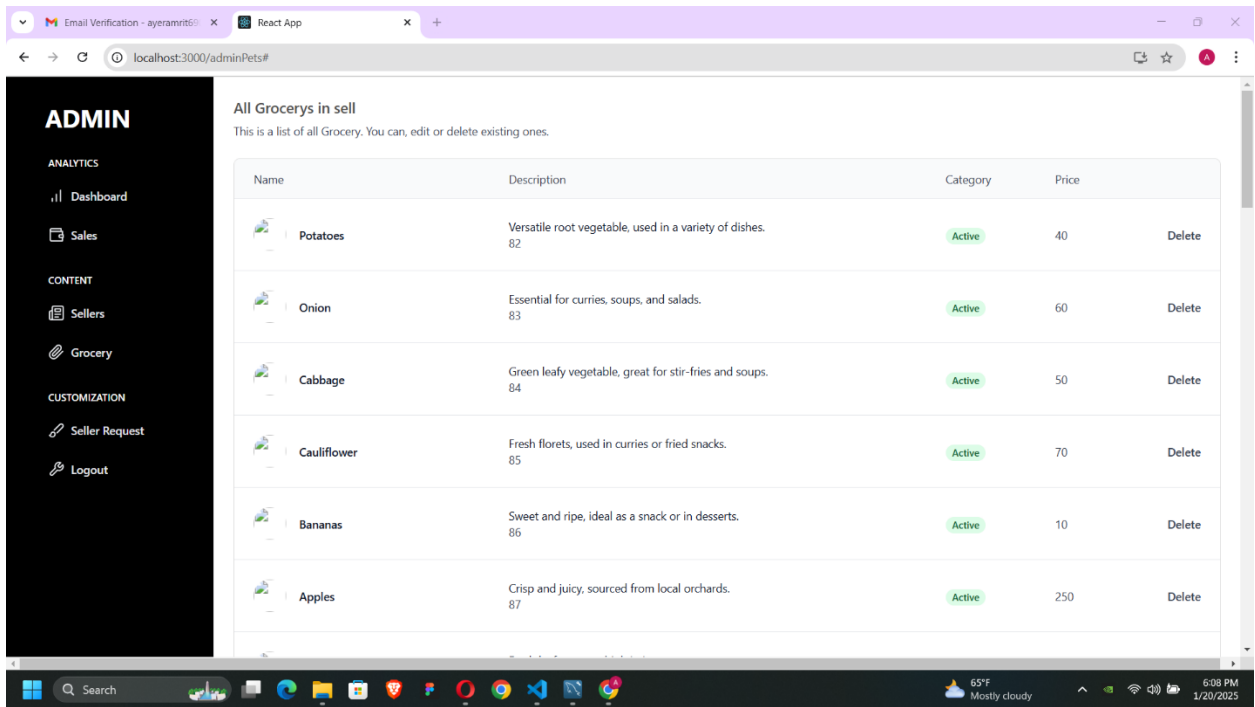 Email Verification - ayeramrit69
React App
localhost:3000/adminPets#
A
ADMIN
ANALYTICS
Dashboard
Sales
CONTENT
Sellers
Grocery
CUSTOMIZATION
Seller Request
Logout
All Grocerys in sell
This is a list of all Grocery. You can, edit or delete existing ones.
Name Description Category Price
Potatoes Versatile root vegetable, used in a variety of dishes. Active 40 Delete
82
Onion Essential for curries, soups, and salads. Active 60 Delete
83
Cabbage Green leafy vegetable, great for stir-fries and soups. Active 50 Delete
84
Cauliflower Fresh florets, used in curries or fried snacks. Active 70 Delete
85
Bananas Sweet and ripe, ideal as a snack or in desserts. Active 10 Delete
86
Apples Crisp and juicy, sourced from local orchards. Active 250 Delete
87
Search
65°F
Mostly cloudy
6:08 PM
1/20/2025